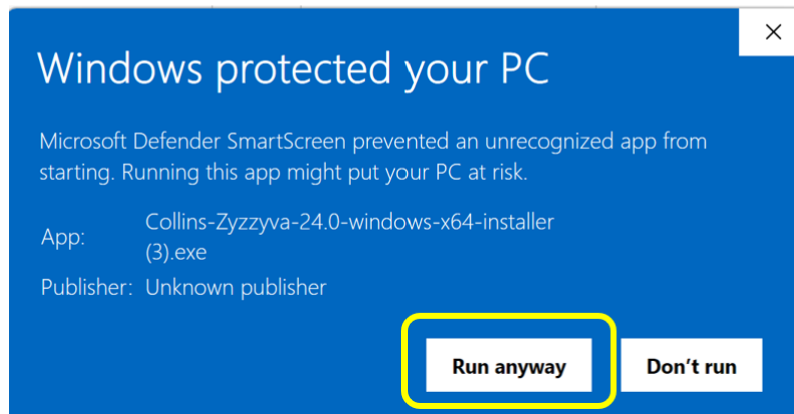 Windows protected your PC
Microsoft Defender SmartScreen prevented an unrecognized app from
starting. Running this app might put your PC at risk.
App: Collins-Zyzzyva-24.0-windows-x64-installer
(3).exe
Publisher: Unknown publisher
Run anyway Don’t run